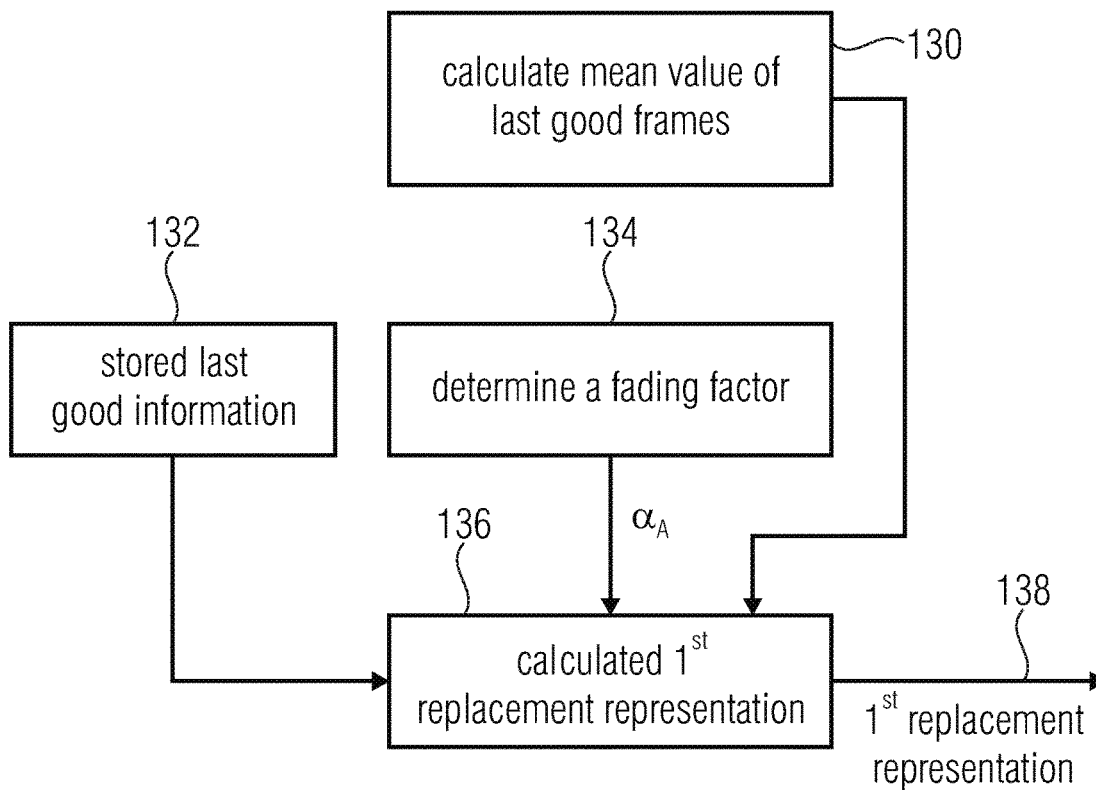 130
calculate mean value of
last good frames
132
134
stored last
good information
determine a fading factor
αA
136
138
calculated 1st
replacement representation
1st replacement
representation